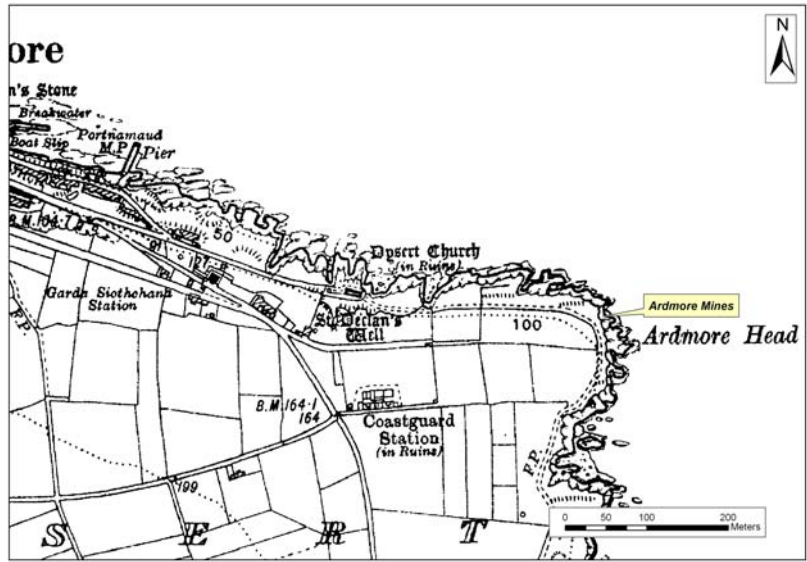 N
ore
n's Stone
Breakwater
Portnamaud
M.P. Pier
Boat Slip
B.M.104·7
91
127
50
Dysert Church
(in Ruins)
Garda Siothchana
Station
F.P.
St. Declan's
Well
100
Ardmore Mines
Ardmore Head
B.M.164·1
164
Coastguard
Station
(in Ruins)
F.P.
199
S E R T
0 50 100 200
Meters